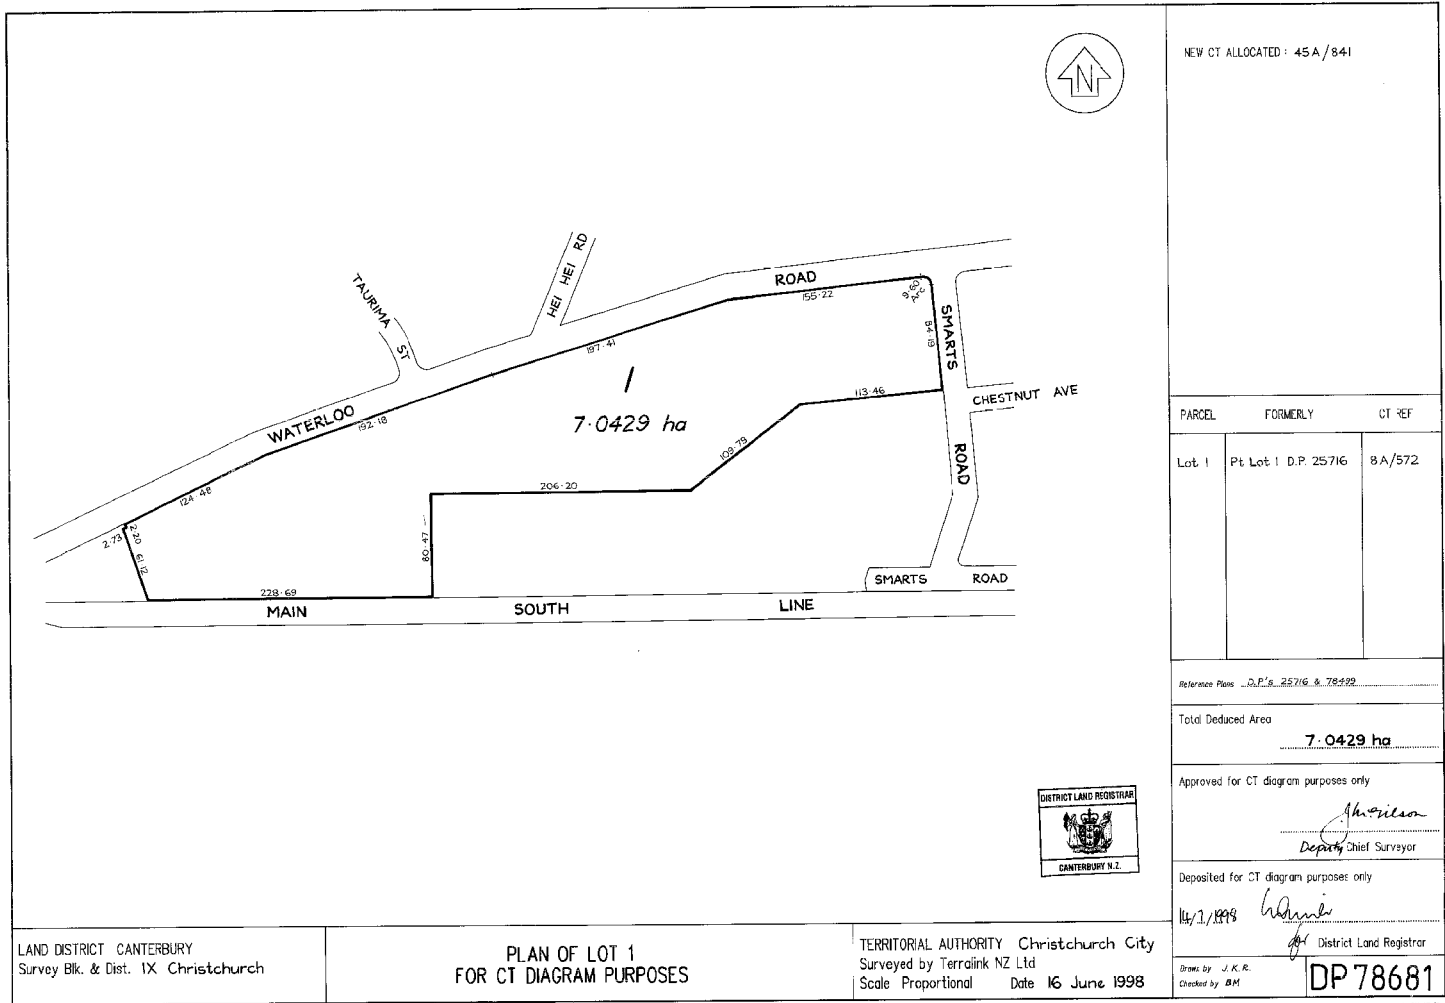 NEW CT ALLOCATED : 45A/841
N
TAURIMA ST
HEI HEI RD
WATERLOO
ROAD
155·22
9·60
Arc
SMARTS
ROAD
84·19
197·41
1
7·0429 ha
113·46
CHESTNUT AVE
192·18
109·79
124·48
206·20
2·73
2·20
61·12
80·47
228·69
MAIN SOUTH LINE
SMARTS ROAD
PARCEL FORMERLY CT REF
Lot 1 Pt Lot 1 D.P. 25716 8A/572
Reference Plans D.P's 25716 & 78499
Total Deduced Area
7·0429 ha
Approved for CT diagram purposes only
Deputy Chief Surveyor
Deposited for CT diagram purposes only
14/7/1998
for District Land Registrar
DISTRICT LAND REGISTRAR
CANTERBURY N.Z.
LAND DISTRICT CANTERBURY
Survey Blk. & Dist. IX Christchurch
PLAN OF LOT 1
FOR CT DIAGRAM PURPOSES
TERRITORIAL AUTHORITY Christchurch City
Surveyed by Terralink NZ Ltd
Scale Proportional Date 16 June 1998
Drawn by J.K.R.
Checked by BM
DP 78681